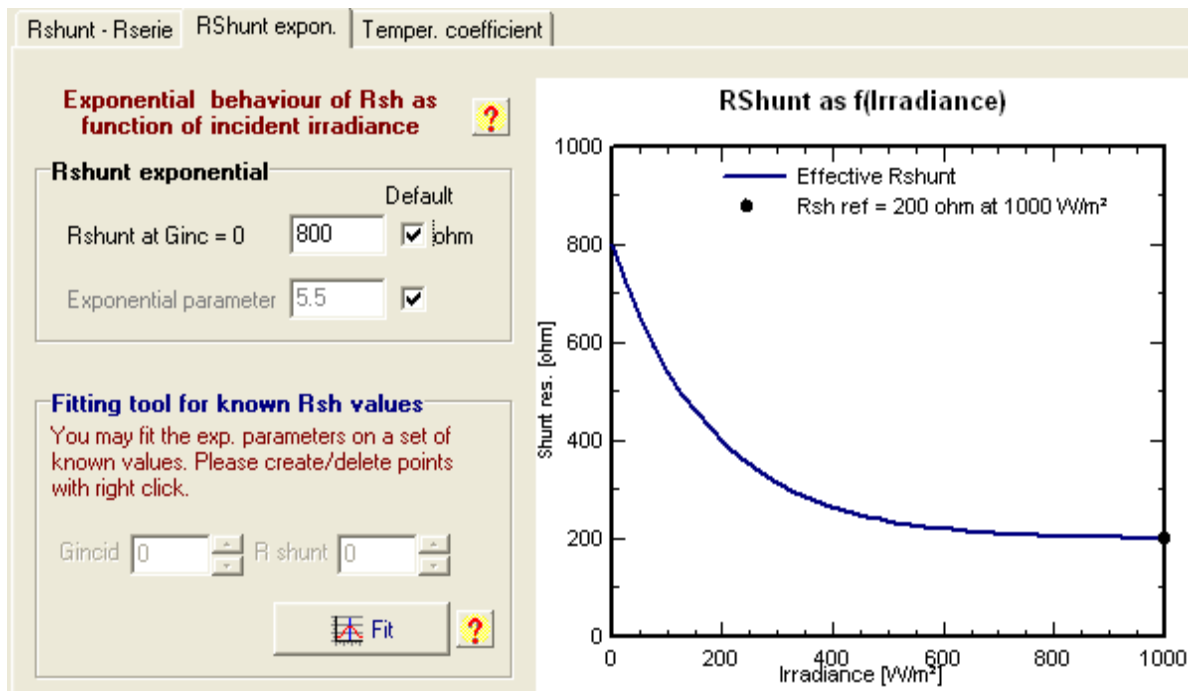 Rshunt - Rserie
RShunt expon.
Temper. coefficient
Exponential behaviour of Rsh as
function of incident irradiance
?
Rshunt exponential
Default
Rshunt at Ginc = 0
800
ohm
Exponential parameter
5.5
Fitting tool for known Rsh values
You may fit the exp. parameters on a set of
known values. Please create/delete points
with right click.
Gincid
0
R shunt
0
Fit
?
RShunt as f(Irradiance)
Effective Rshunt
Rsh ref = 200 ohm at 1000 W/m²
Shunt res. [ohm]
1000
800
600
400
200
0
0
200
400
600
800
1000
Irradiance [W/m²]